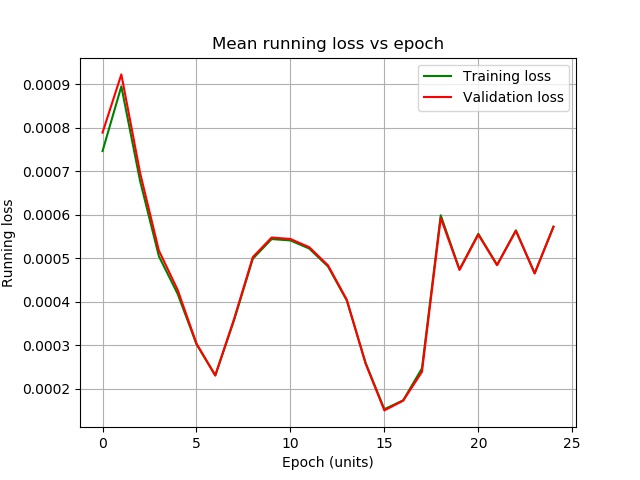 Mean running loss vs epoch
Training loss
Validation loss
0.0009
0.0008
0.0007
0.0006
0.0005
0.0004
0.0003
0.0002
Running loss
0 5 10 15 20 25
Epoch (units)